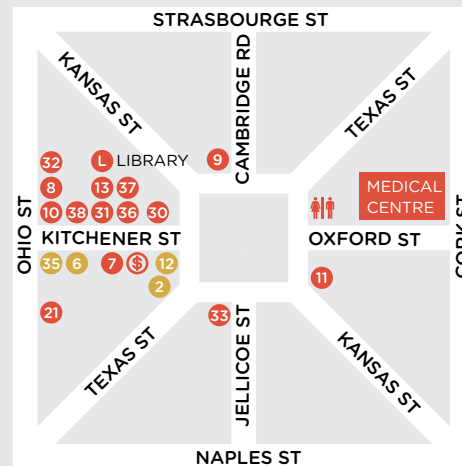 STRASBOURGE ST
KANSAS ST
CAMBRIDGE RD
TEXAS ST
32
L LIBRARY
9
8
13
37
MEDICAL
CENTRE
10
38
31
36
30
OHIO ST
KITCHENER ST
OXFORD ST
CORK ST
35
6
7
$
12
11
2
21
33
TEXAS ST
JELLICOE ST
KANSAS ST
NAPLES ST